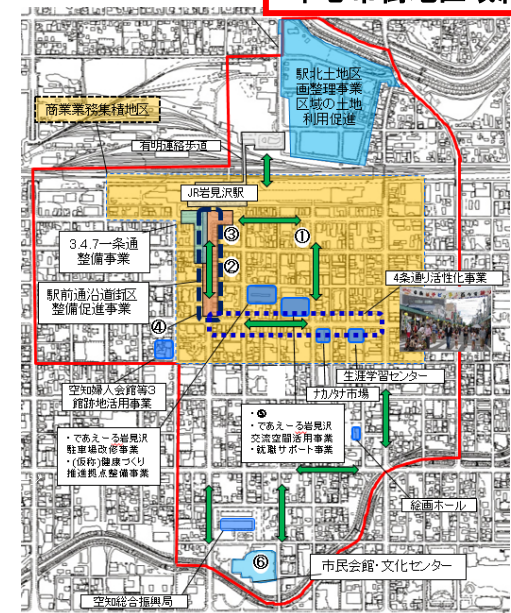 駅北土地区
画整理事業
区域の土地
利用促進
商業業務集積地区
有明連絡歩道
JR岩見沢駅
3.4.7一条通
整備事業
③
①
②
駅前通沿道街区
整備促進事業
4条通り活性化事業
④
空知婦人会館等3
館跡地活用事業
ナカノタナ市場
生涯学習センター
・であえーる岩見沢
駐車場改修事業
・(仮称)健康づくり
推進拠点整備事業
・⑤
・であえーる岩見沢
交流空間活用事業
・就職サポート事業
絵画ホール
⑥
市民会館・文化センター
空知総合振興局